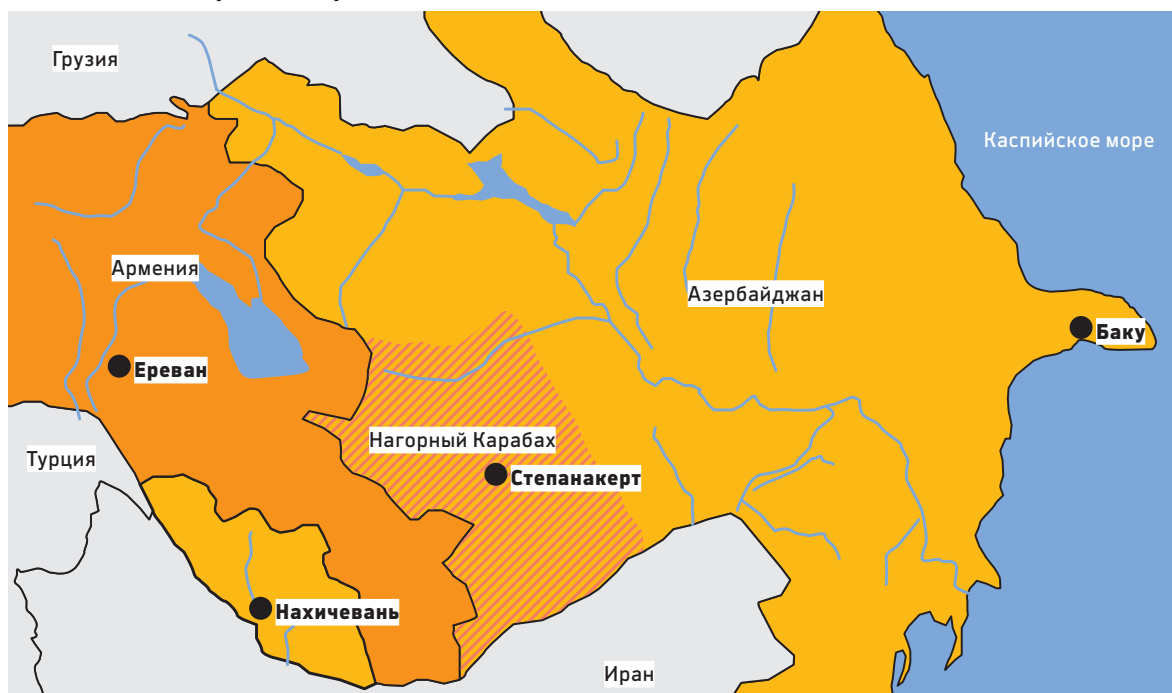 Грузия
Каспийское море
Армения
Азербайджан
Баку
Ереван
Нагорный Карабах
Турция
Степанакерт
Нахичевань
Иран